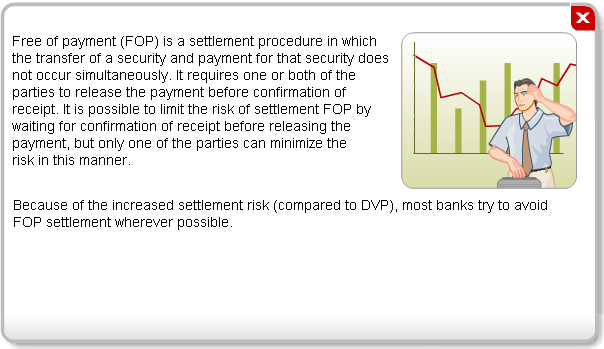 Free of payment (FOP) is a settlement procedure in which
the transfer of a security and payment for that security does
not occur simultaneously. It requires one or both of the
parties to release the payment before confirmation of
receipt. It is possible to limit the risk of settlement FOP by
waiting for confirmation of receipt before releasing the
payment, but only one of the parties can minimize the
risk in this manner.
Because of the increased settlement risk (compared to DVP), most banks try to avoid
FOP settlement wherever possible.